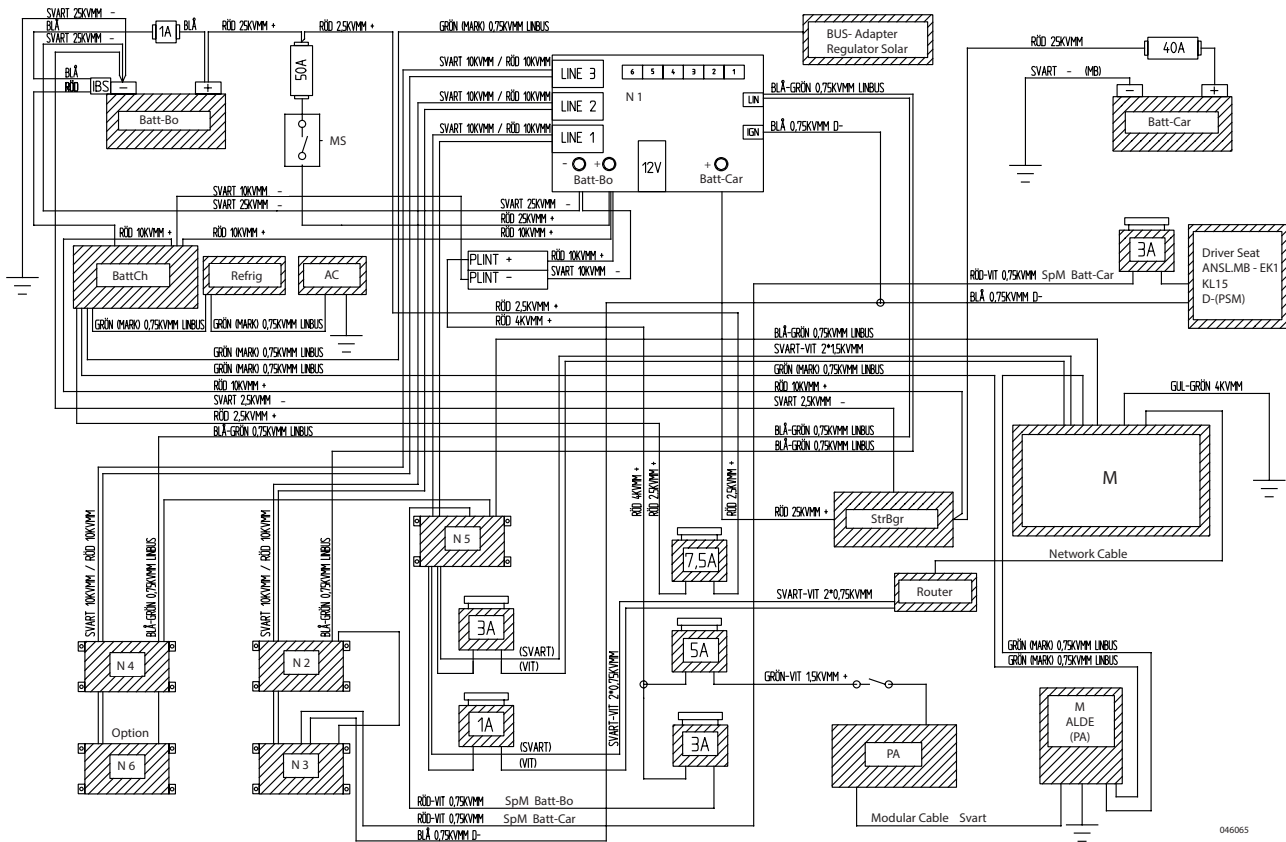 SVART 25KVMM -
BLÅ
SVART 25KVMM -
1A
BLÅ
RÖD 25KVMM +
RÖD 2,5KVMM +
GRÖN (MARK) 0,75KVMM LINBUS
BUS- Adapter
Regulator Solar
RÖD 25KVMM
40A
SVART - (MB)
BLÅ
RÖD
IBS
-
+
Batt-Bo
50A
MS
SVART 10KVMM / RÖD 10KVMM
LINE 3
SVART 10KVMM / RÖD 10KVMM
LINE 2
SVART 10KVMM / RÖD 10KVMM
LINE 1
6 5 4 3 2 1
N 1
LIN
IGN
- +
Batt-Bo
12V
+
Batt-Car
BLÅ-GRÖN 0,75KVMM LINBUS
BLÅ 0,75KVMM D-
- +
Batt-Car
SVART 10KVMM -
SVART 25KVMM -
SVART 25KVMM -
RÖD 25KVMM +
RÖD 10KVMM +
RÖD 10KVMM +
RÖD 10KVMM +
PLINT +
PLINT -
RÖD 10KVMM +
SVART 10KVMM -
BattCh
Refrig
AC
3A
RÖD-VIT 0,75KVMM SpM Batt-Car
BLÅ 0,75KVMM D-
Driver Seat
ANSL.MB - EK1
KL15
D-(PSM)
GRÖN (MARK) 0,75KVMM LINBUS
GRÖN (MARK) 0,75KVMM LINBUS
RÖD 2,5KVMM +
RÖD 4KVMM +
GRÖN (MARK) 0,75KVMM LINBUS
GRÖN (MARK) 0,75KVMM LINBUS
RÖD 10KVMM +
SVART 2,5KVMM -
RÖD 2,5KVMM +
BLÅ-GRÖN 0,75KVMM LINBUS
BLÅ-GRÖN 0,75KVMM LINBUS
SVART-VIT 2*1,5KVMM
GRÖN (MARK) 0,75KVMM LINBUS
RÖD 10KVMM +
SVART 2,5KVMM -
BLÅ-GRÖN 0,75KVMM LINBUS
BLÅ-GRÖN 0,75KVMM LINBUS
GUL-GRÖN 4KVMM
M
SVART 10KVMM / RÖD 10KVMM
BLÅ-GRÖN 0,75KVMM LINBUS
SVART 10KVMM / RÖD 10KVMM
BLÅ-GRÖN 0,75KVMM LINBUS
N 5
RÖD 4KVMM +
RÖD 2,5KVMM +
RÖD 2,5KVMM +
RÖD 25KVMM +
StrBgr
7,5A
Network Cable
SVART-VIT 2*0,75KVMM
Router
3A
(SVART)
(VIT)
5A
SVART-VIT 2*0,75KVMM
GRÖN-VIT 1,5KVMM +
GRÖN (MARK) 0,75KVMM LINBUS
GRÖN (MARK) 0,75KVMM LINBUS
N 4
N 2
Option
N 6
N 3
1A
(SVART)
(VIT)
3A
PA
M
ALDE
(PA)
RÖD-VIT 0,75KVMM SpM Batt-Bo
RÖD-VIT 0,75KVMM SpM Batt-Car
BLÅ 0,75KVMM D-
Modular Cable Svart
046065